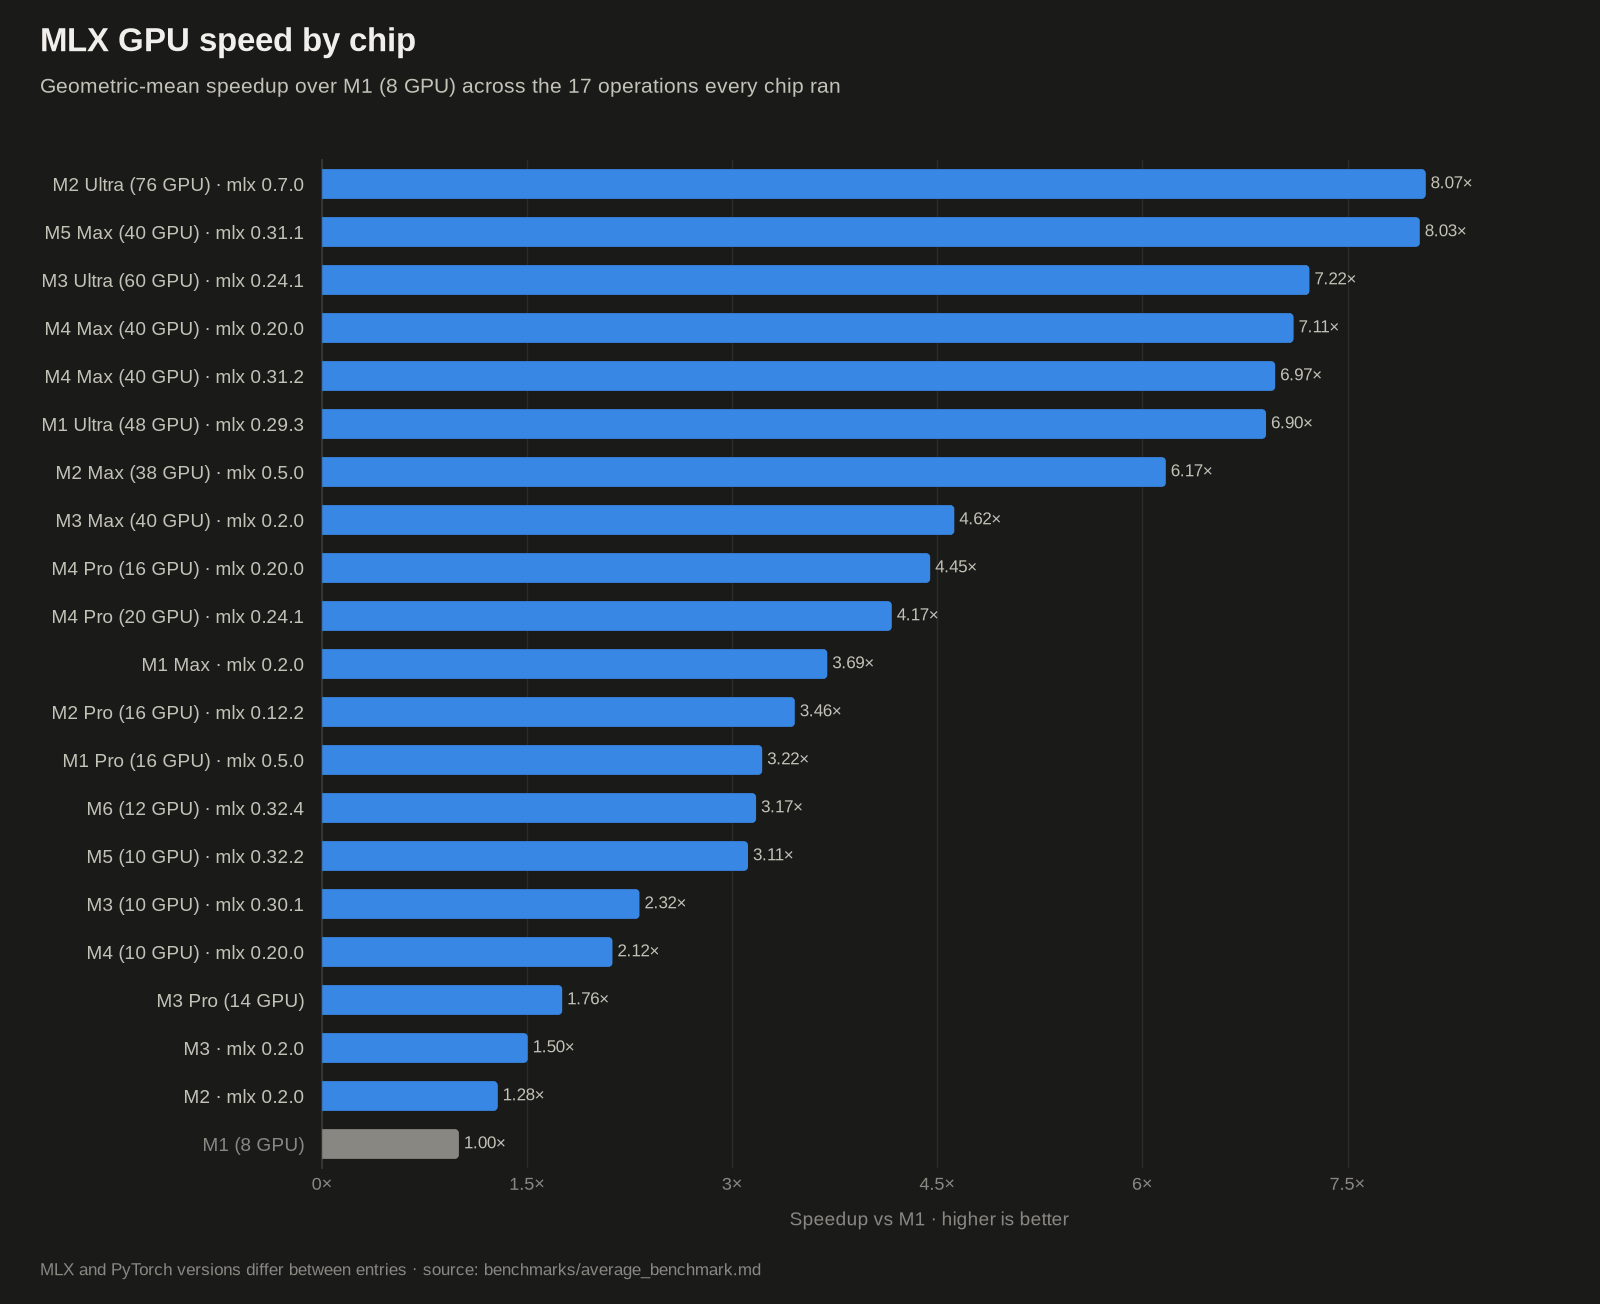 MLX GPU speed by chip
Geometric-mean speedup over M1 (8 GPU) across the 17 operations every chip ran
M2 Ultra (76 GPU) · mlx 0.7.0 8.07×
M5 Max (40 GPU) · mlx 0.31.1 8.03×
M3 Ultra (60 GPU) · mlx 0.24.1 7.22×
M4 Max (40 GPU) · mlx 0.20.0 7.11×
M4 Max (40 GPU) · mlx 0.31.2 6.97×
M1 Ultra (48 GPU) · mlx 0.29.3 6.90×
M2 Max (38 GPU) · mlx 0.5.0 6.17×
M3 Max (40 GPU) · mlx 0.2.0 4.62×
M4 Pro (16 GPU) · mlx 0.20.0 4.45×
M4 Pro (20 GPU) · mlx 0.24.1 4.17×
M1 Max · mlx 0.2.0 3.69×
M2 Pro (16 GPU) · mlx 0.12.2 3.46×
M1 Pro (16 GPU) · mlx 0.5.0 3.22×
M6 (12 GPU) · mlx 0.32.4 3.17×
M5 (10 GPU) · mlx 0.32.2 3.11×
M3 (10 GPU) · mlx 0.30.1 2.32×
M4 (10 GPU) · mlx 0.20.0 2.12×
M3 Pro (14 GPU) 1.76×
M3 · mlx 0.2.0 1.50×
M2 · mlx 0.2.0 1.28×
M1 (8 GPU) 1.00×
0× 1.5× 3× 4.5× 6× 7.5×
Speedup vs M1 · higher is better
MLX and PyTorch versions differ between entries · source: benchmarks/average_benchmark.md